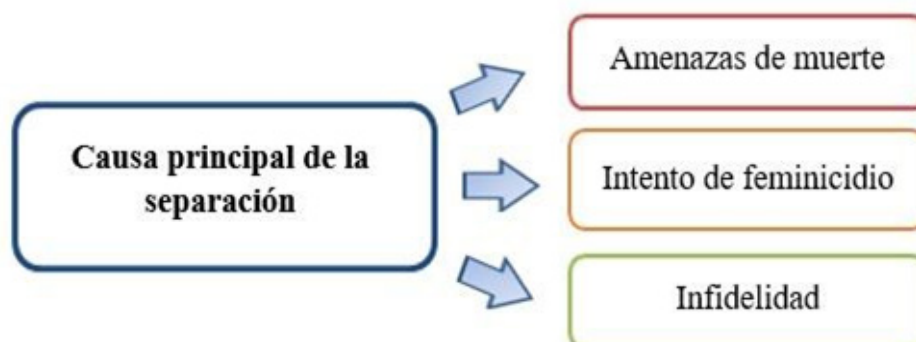 Causa principal de la
separación
Amenazas de muerte
Intento de feminicidio
Infidelidad